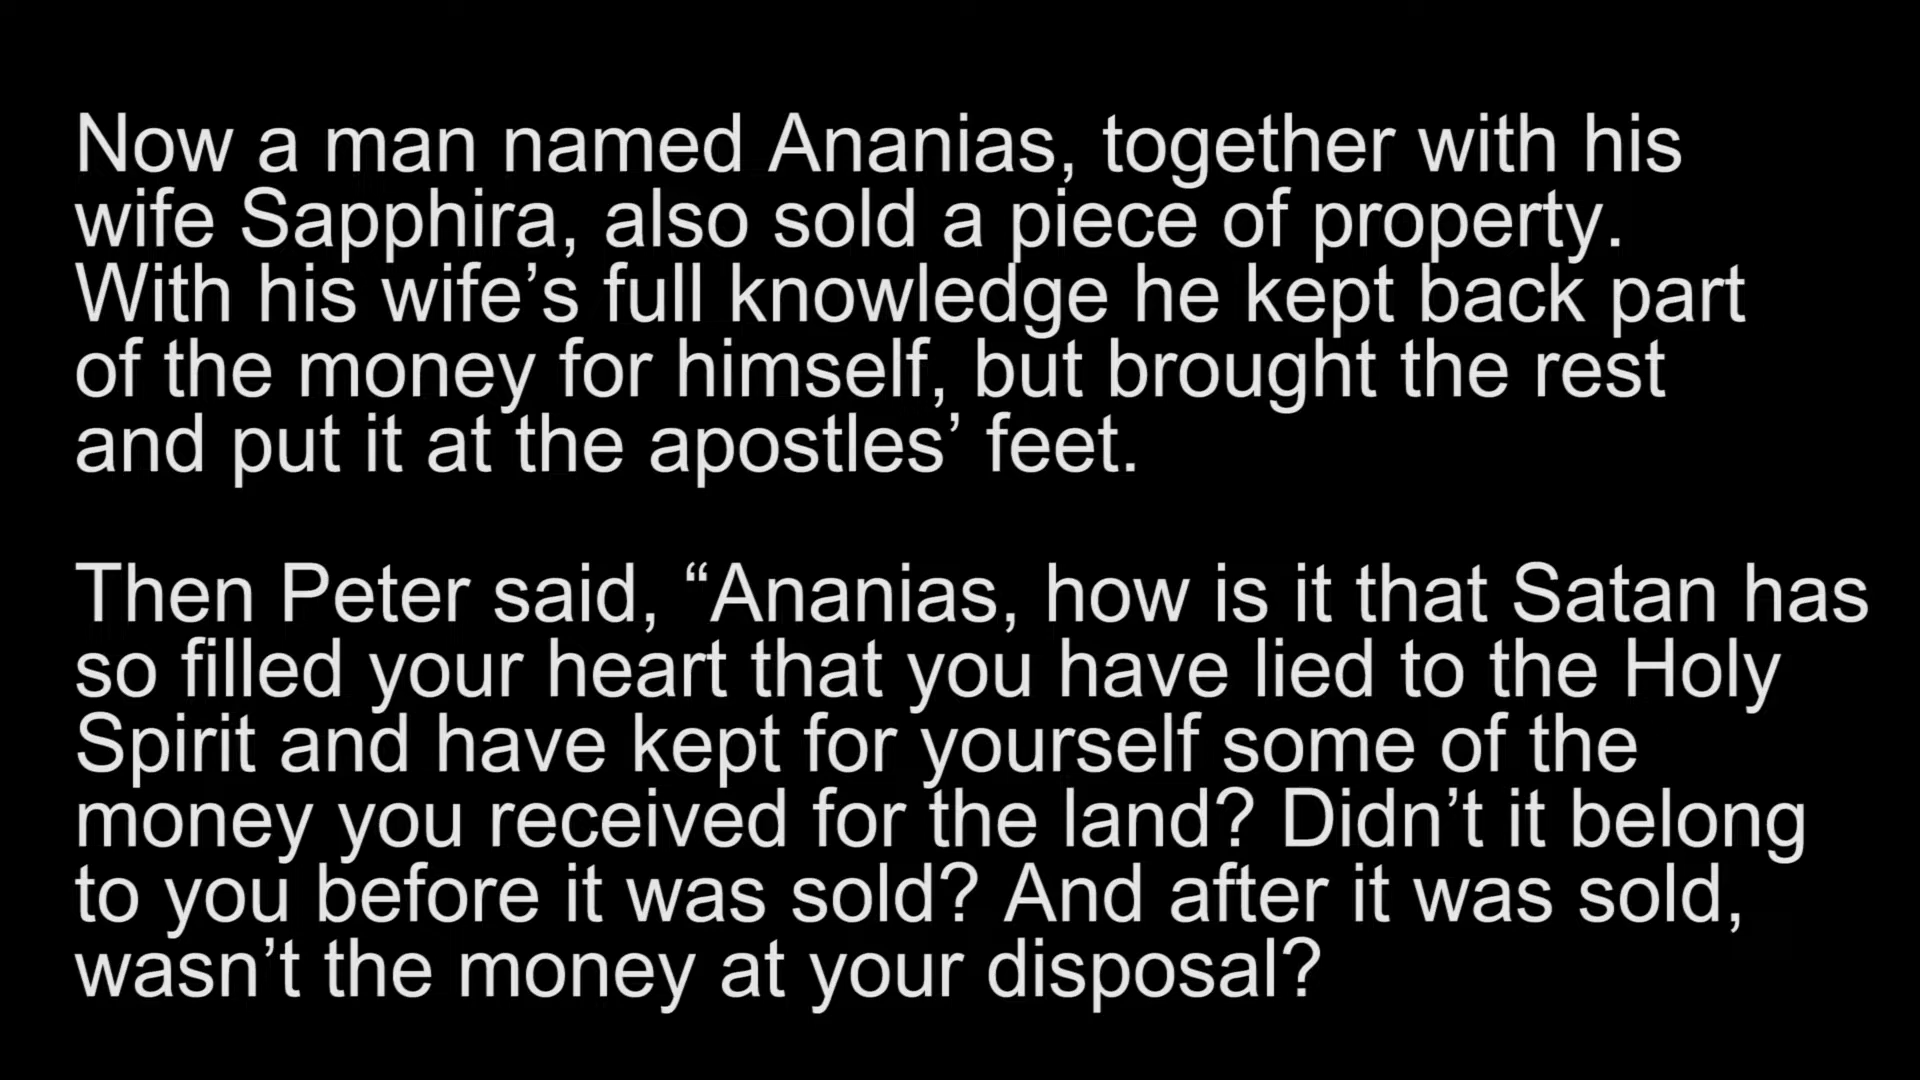 Now a man named Ananias, together with his
wife Sapphira, also sold a piece of property.
With his wife’s full knowledge he kept back part
of the money for himself, but brought the rest
and put it at the apostles’ feet.
Then Peter said, “Ananias, how is it that Satan has
so filled your heart that you have lied to the Holy
Spirit and have kept for yourself some of the
money you received for the land? Didn’t it belong
to you before it was sold? And after it was sold,
wasn’t the money at your disposal?